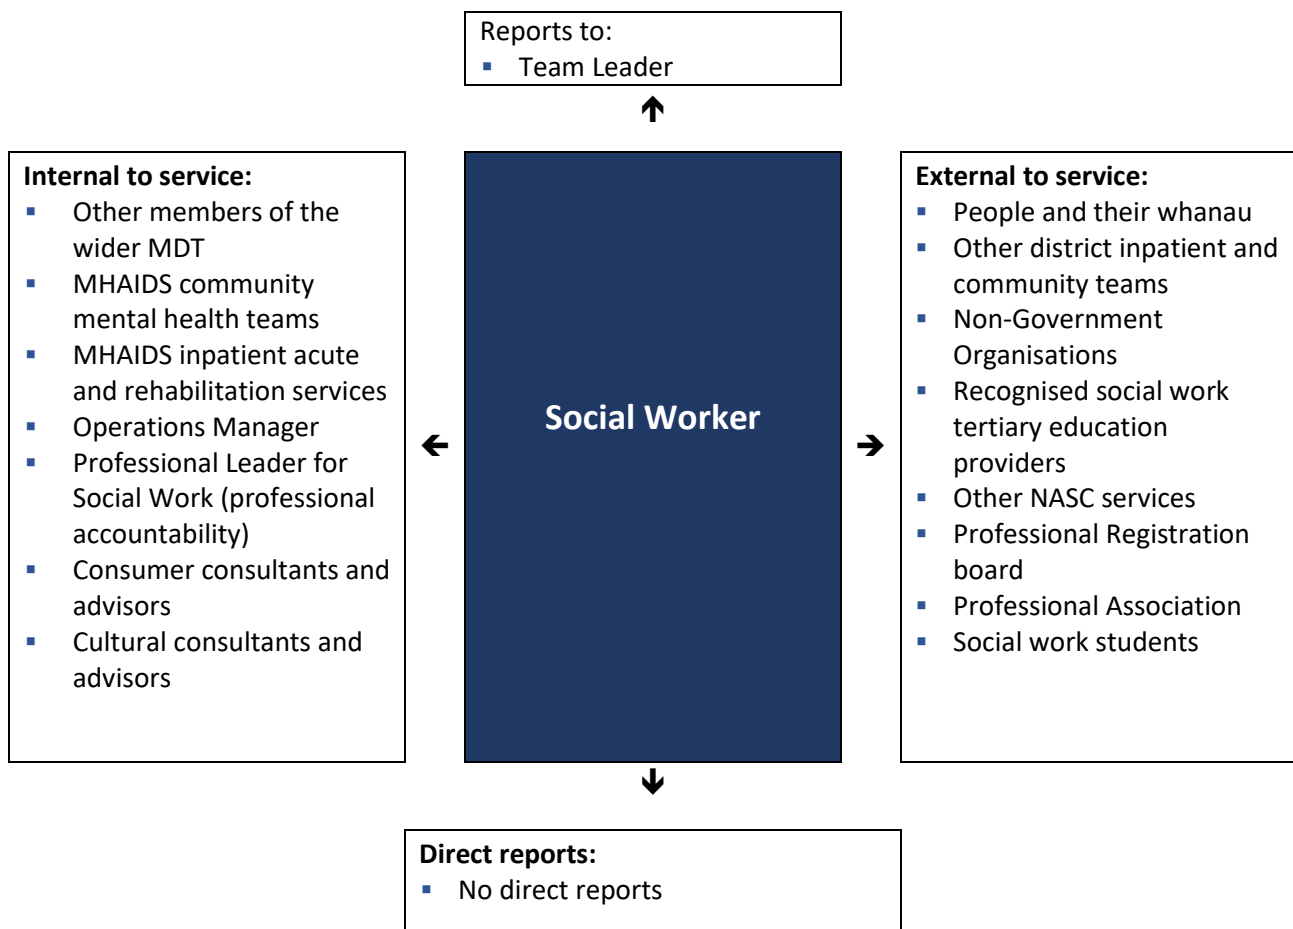 Reports to:
▪ Team Leader
Internal to service:
▪ Other members of the
wider MDT
▪ MHAIDS community
mental health teams
▪ MHAIDS inpatient acute
and rehabilitation services
▪ Operations Manager
▪ Professional Leader for
Social Work (professional
accountability)
▪ Consumer consultants and
advisors
▪ Cultural consultants and
advisors
Social Worker
External to service:
▪ People and their whanau
▪ Other district inpatient and
community teams
▪ Non-Government
Organisations
▪ Recognised social work
tertiary education
providers
▪ Other NASC services
▪ Professional Registration
board
▪ Professional Association
▪ Social work students
Direct reports:
▪ No direct reports